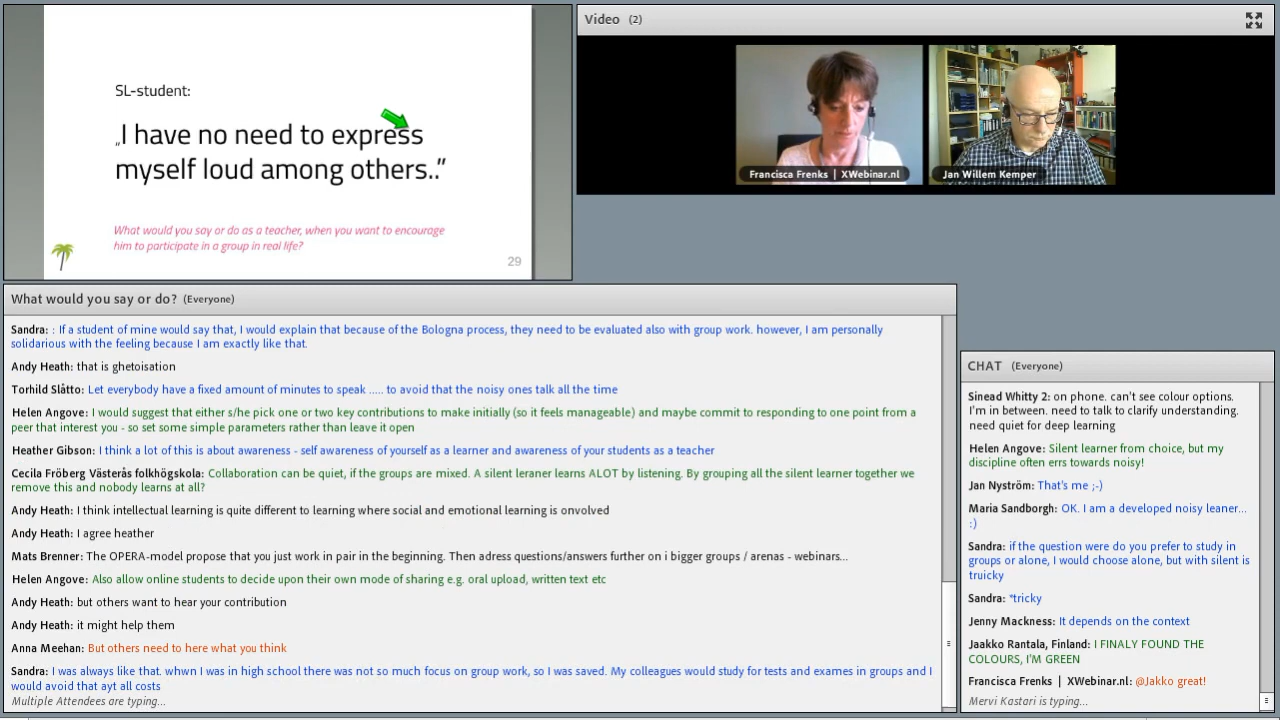 SL-student:
„I have no need to express
myself loud among others..”
What would you say or do as a teacher, when you want to encourage
him to participate in a group in real life?
29
Video (2)
Francisca Frenks | XWebinar.nl
Jan Willem Kemper
What would you say or do? (Everyone)
Sandra: : If a student of mine would say that, I would explain that because of the Bologna process, they need to be evaluated also with group work. however, I am personally
solidarious with the feeling because I am exactly like that.
Andy Heath: that is ghetoisation
Torhild Slåtto: Let everybody have a fixed amount of minutes to speak ..... to avoid that the noisy ones talk all the time
Helen Angove: I would suggest that either s/he pick one or two key contributions to make initially (so it feels manageable) and maybe commit to responding to one point from a
peer that interest you - so set some simple parameters rather than leave it open
Heather Gibson: I think a lot of this is about awareness - self awareness of yourself as a learner and awareness of your students as a teacher
Cecila Fröberg Västerås folkhögskola: Collaboration can be quiet, if the groups are mixed. A silent leraner learns ALOT by listening. By grouping all the silent learner together we
remove this and nobody learns at all?
Andy Heath: I think intellectual learning is quite different to learning where social and emotional learning is onvolved
Andy Heath: I agree heather
Mats Brenner: The OPERA-model propose that you just work in pair in the beginning. Then adress questions/answers further on i bigger groups / arenas - webinars...
Helen Angove: Also allow online students to decide upon their own mode of sharing e.g. oral upload, written text etc
Andy Heath: but others want to hear your contribution
Andy Heath: it might help them
Anna Meehan: But others need to here what you think
Sandra: I was always like that. whwn I was in high school there was not so much focus on group work, so I was saved. My colleagues would study for tests and exames in groups and I
would avoid that ayt all costs
Multiple Attendees are typing...
CHAT (Everyone)
Sinead Whitty 2: on phone. can't see colour options.
I'm in between. need to talk to clarify understanding.
need quiet for deep learning
Helen Angove: Silent learner from choice, but my
discipline often errs towards noisy!
Jan Nyström: That's me ;-)
Maria Sandborgh: OK. I am a developed noisy leaner...
:)
Sandra: if the question were do you prefer to study in
groups or alone, I would choose alone, but with silent is
truicky
Sandra: *tricky
Jenny Mackness: It depends on the context
Jaakko Rantala, Finland: I FINALY FOUND THE
COLOURS, I'M GREEN
Francisca Frenks | XWebinar.nl: @Jakko great!
Mervi Kastari is typing...